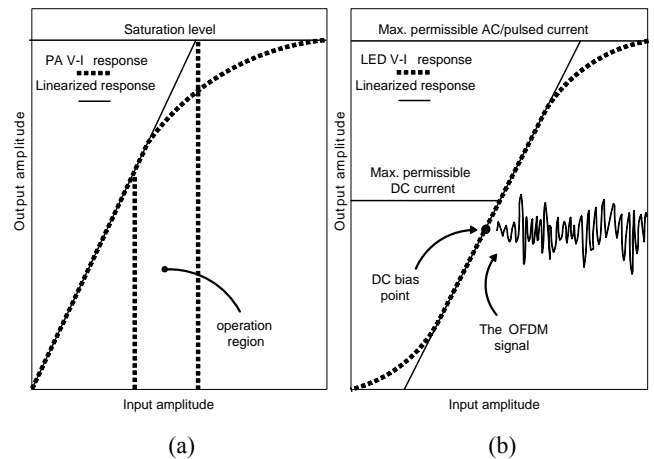 Saturation level
PA V-I response
Linearized response
Output amplitude
operation
region
Input amplitude
(a)
Max. permissible AC/pulsed current
LED V-I response
Linearized response
Output amplitude
Max. permissible
DC current
DC bias
point
The OFDM
signal
Input amplitude
(b)